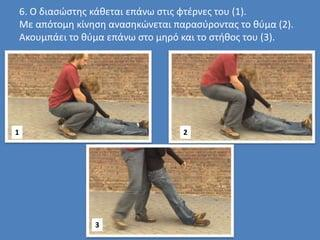 6. Ο διασώστης κάθεται επάνω στις φτέρνες του (1).
Με απότομη κίνηση ανασηκώνεται παρασύροντας το θύμα (2).
Ακουμπάει το θύμα επάνω στο μηρό και το στήθος του (3).
1
2
3